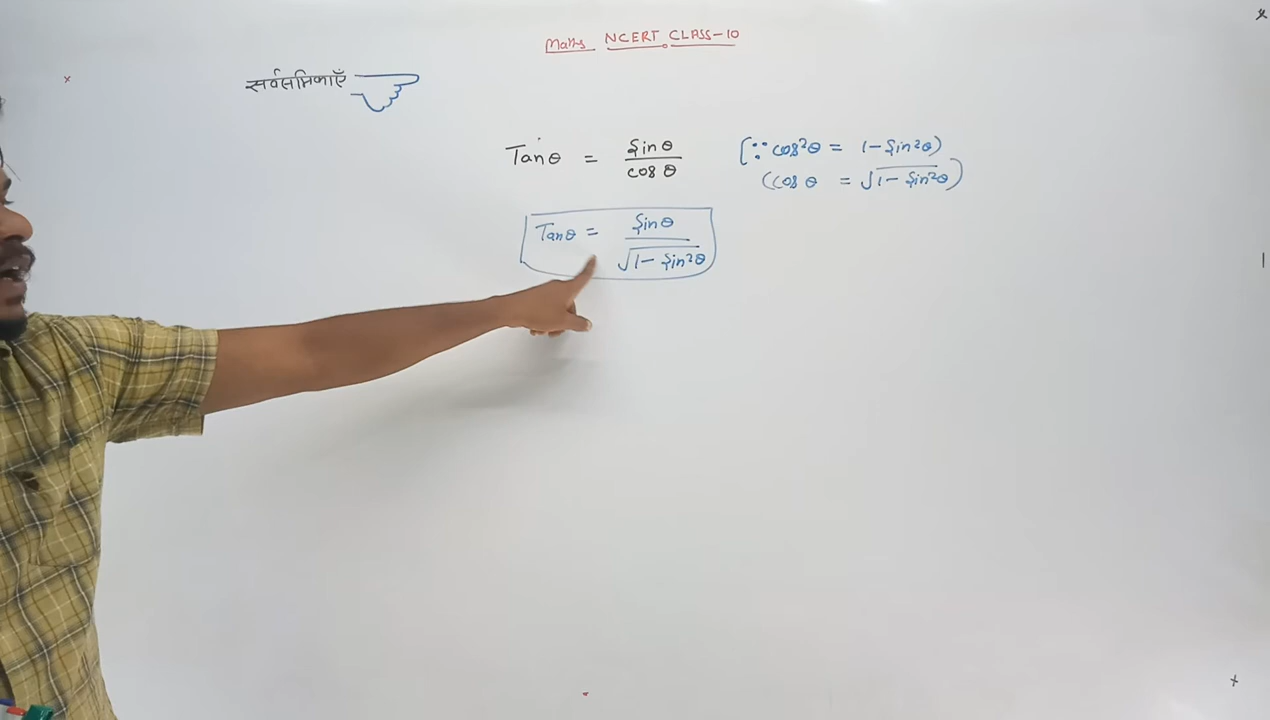 Maths NCERT CLASS-10
सर्वसमिकाएँ
Tanθ = sinθ / cosθ [∵ cos²θ = 1 - sin²θ)
(cosθ = √1 - sin²θ)
Tanθ = sinθ / √1 - sin²θ